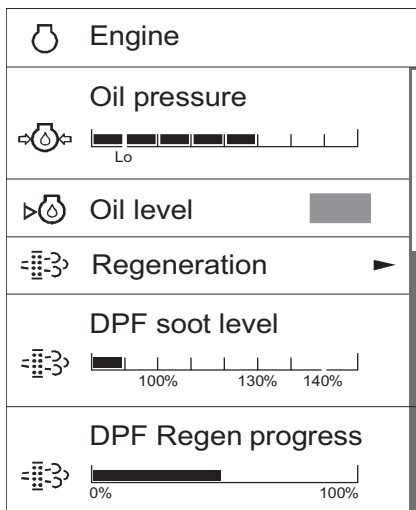 Engine
Oil pressure
Lo
Oil level
Regeneration
DPF soot level
100% 130% 140%
DPF Regen progress
0% 100%